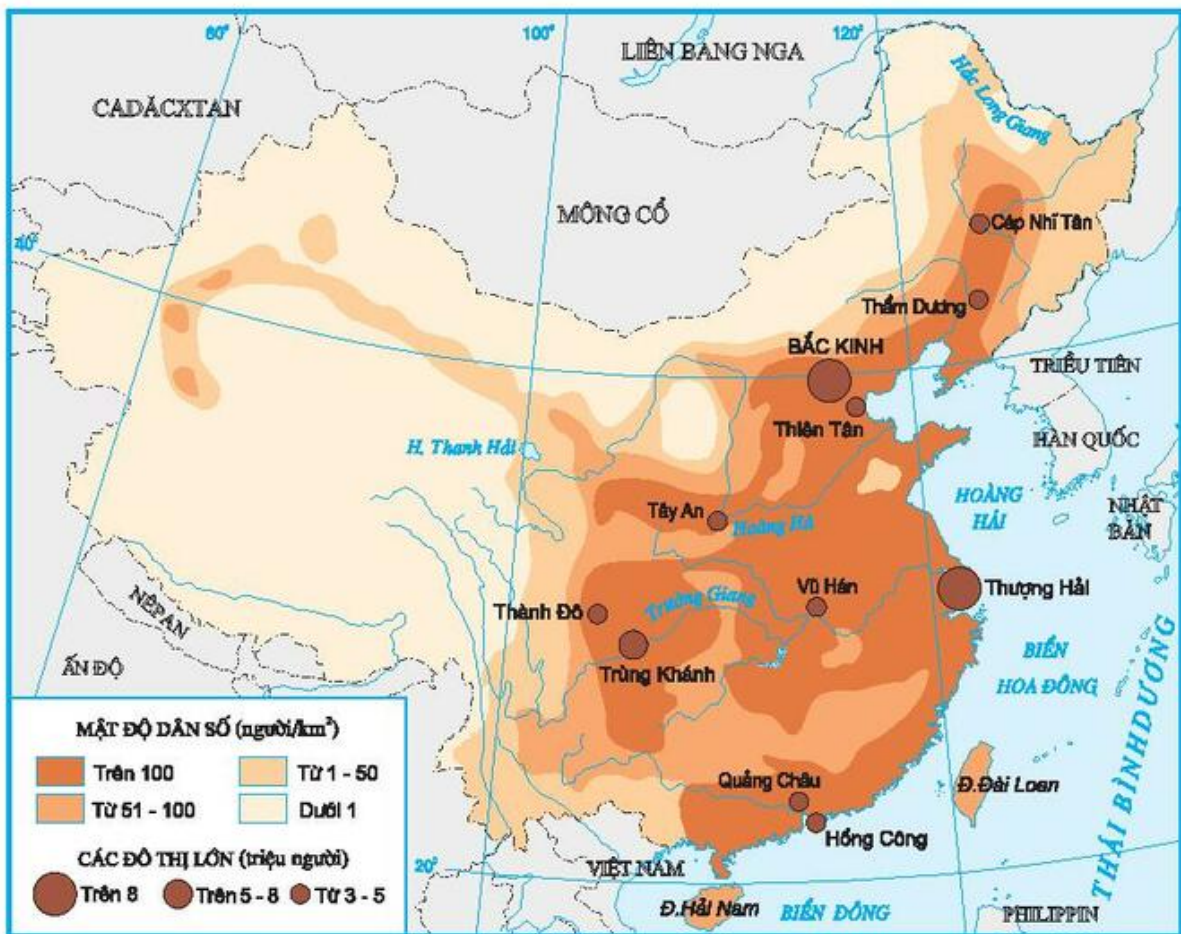 80°
100°
120°
LIÊN BANG NGA
CADĂCXTAN
Hắc Long Giang
MÔNG CỔ
40°
Cáp Nhĩ Tân
Thẩm Dương
BẮC KINH
TRIỀU TIÊN
Thiên Tân
H. Thanh Hải
HÀN QUỐC
Tây An
Hoàng Hà
HOÀNG
HẢI
NHẬT
BẢN
Vũ Hán
Thượng Hải
Thành Đô
Trường Giang
NÊPAN
Trùng Khánh
ẤN ĐỘ
BIỂN
HOA ĐÔNG
THÁI BÌNH DƯƠNG
MẬT ĐỘ DÂN SỐ (người/km²)
Trên 100
Từ 1 - 50
Từ 51 - 100
Dưới 1
CÁC ĐÔ THỊ LỚN (triệu người)
Trên 8
Trên 5 - 8
Từ 3 - 5
Quảng Châu
Đ.Đài Loan
Hồng Công
20°
VIỆT NAM
Đ.Hải Nam
BIỂN ĐÔNG
PHILIPPIN